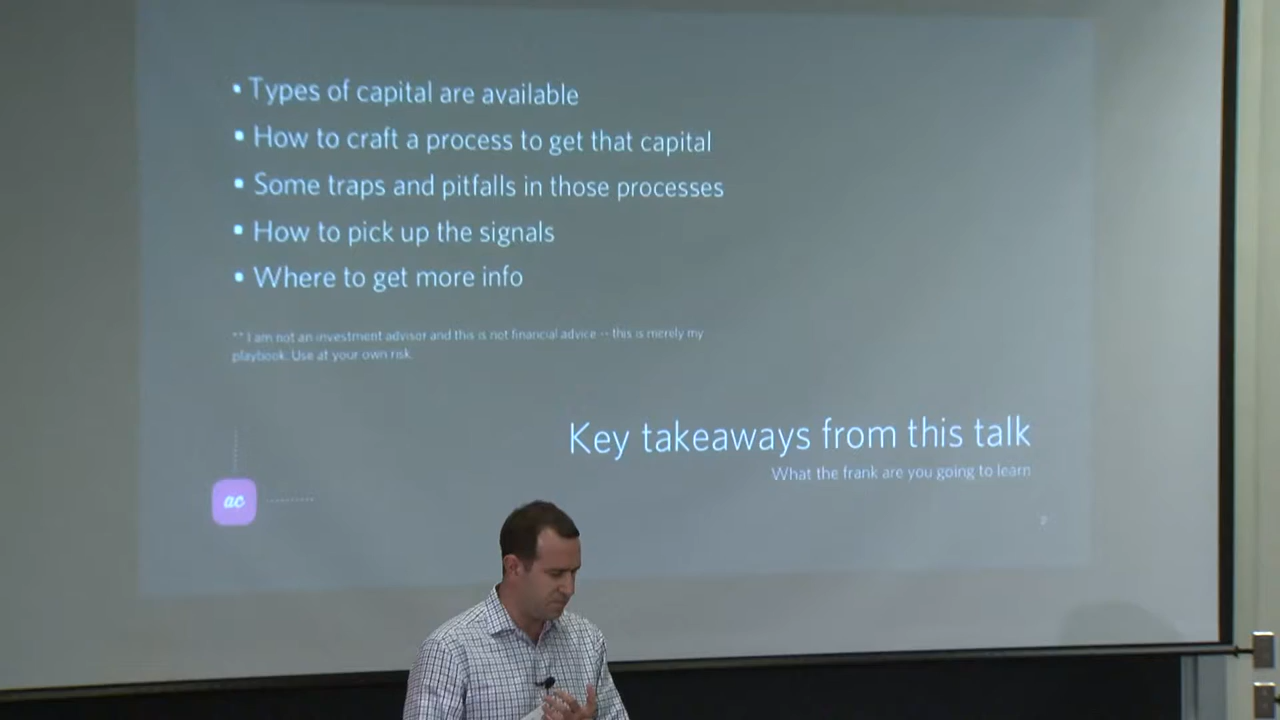 • Types of capital are available
• How to craft a process to get that capital
• Some traps and pitfalls in those processes
• How to pick up the signals
• Where to get more info
** I am not an investment advisor and this is not financial advice -- this is merely my
playbook. Use at your own risk.
Key takeaways from this talk
What the frank are you going to learn
ac
2